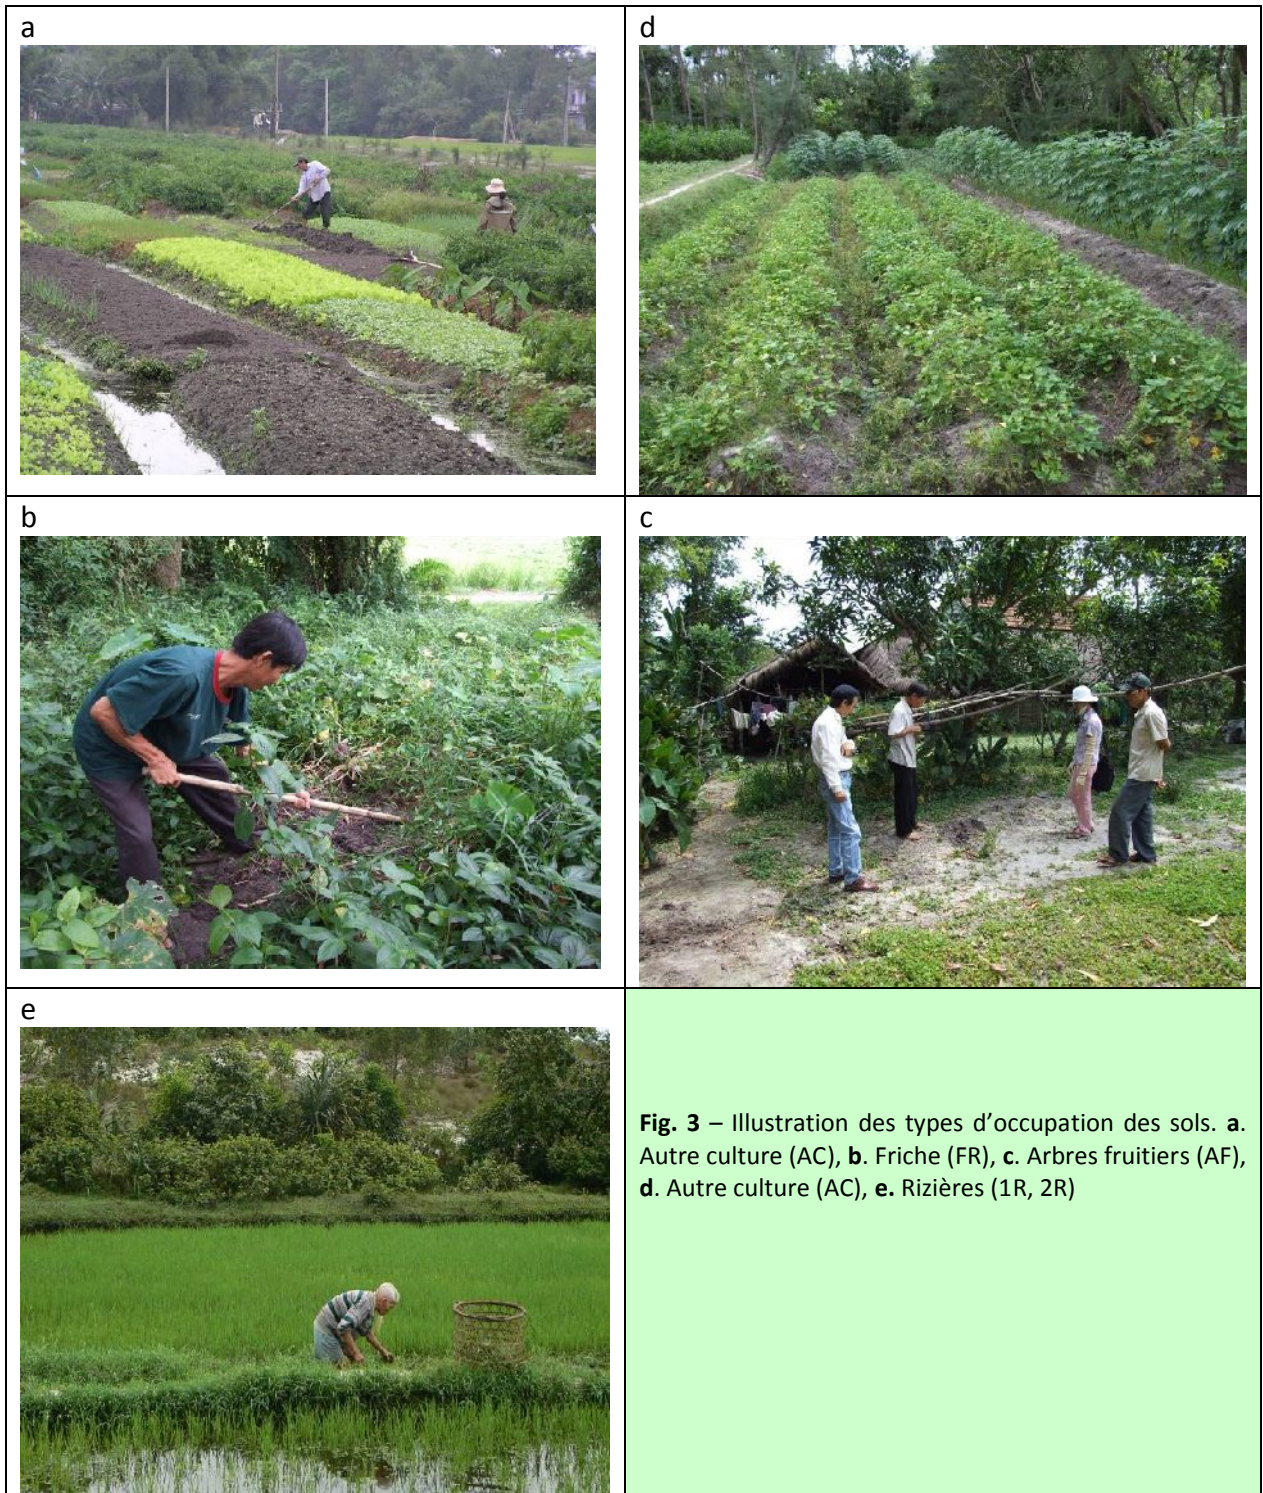 a
d
b
c
e
Fig. 3 – Illustration des types d’occupation des sols. a.
Autre culture (AC), b. Friche (FR), c. Arbres fruitiers (AF),
d. Autre culture (AC), e. Rizières (1R, 2R)